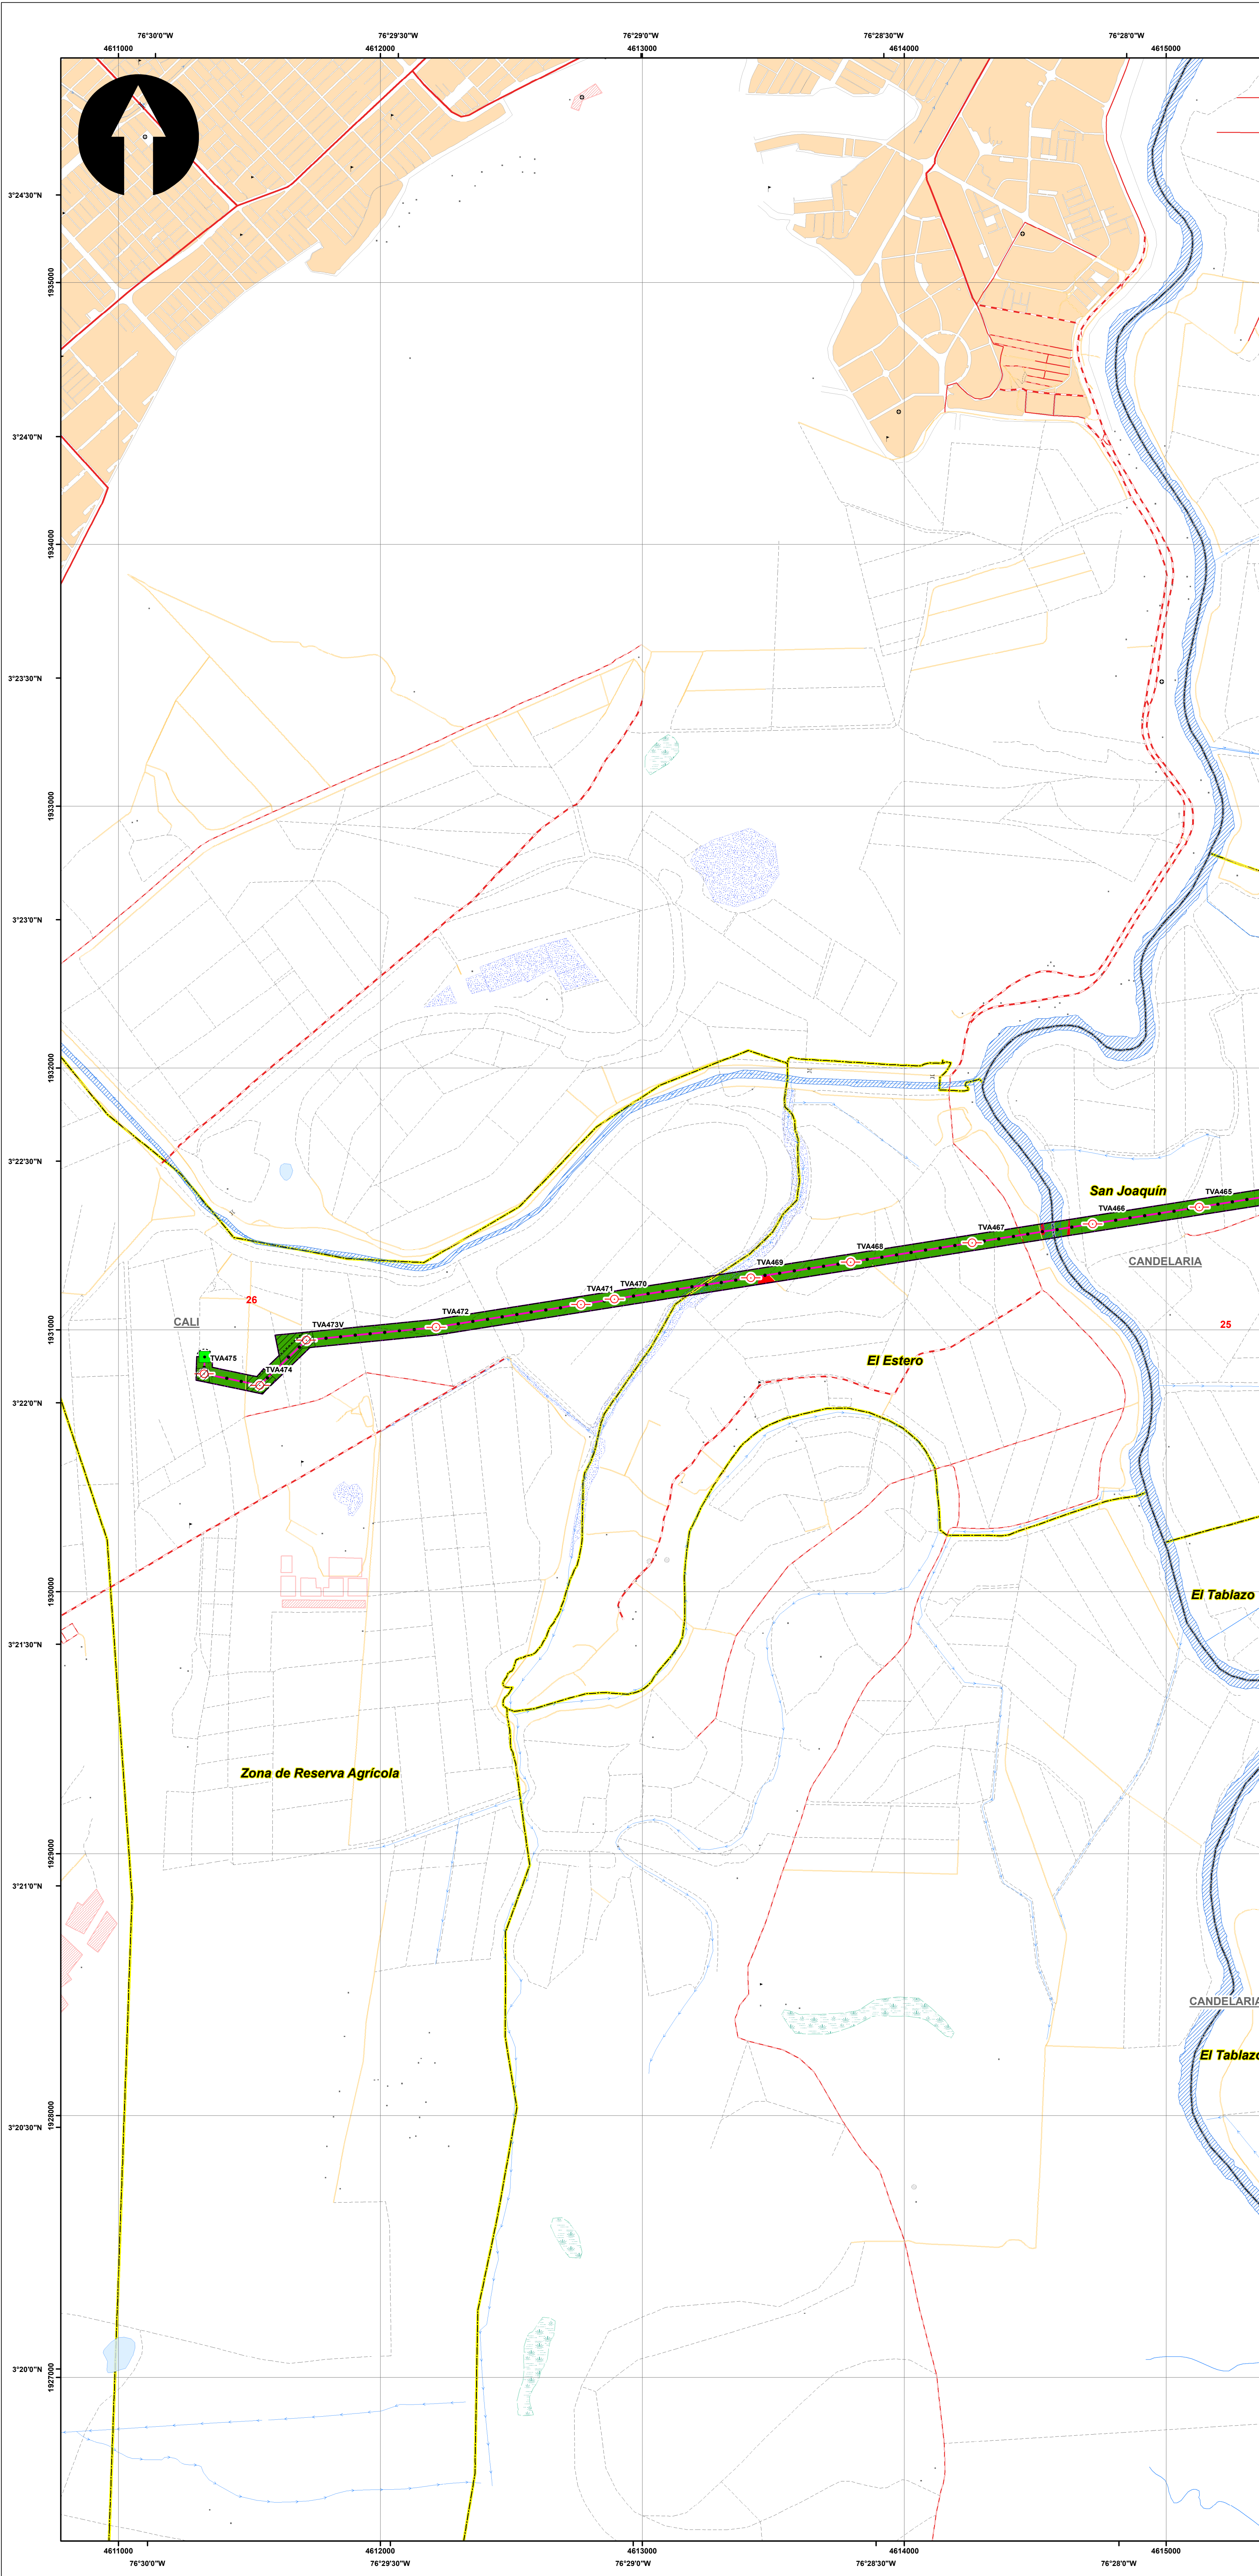 76°30'0"W 76°29'30"W 76°29'0"W 76°28'30"W 76°28'0"W
4611000 4612000 4613000 4614000 4615000
3°24'30"N
1935000
3°24'0"N
1934000
3°23'30"N
1933000
3°23'0"N
1932000
3°22'30"N
San Joaquín
TVA465
TVA466
TVA467
TVA468
CANDELARIA
TVA469
TVA470
TVA471
26
TVA472
CALI
TVA473V
25
1931000
TVA475
El Estero
TVA474
3°22'0"N
1930000
El Tablazo
3°21'30"N
Zona de Reserva Agrícola
1929000
3°21'0"N
CANDELARIA
El Tablazo
1928000
3°20'30"N
3°20'0"N
1927000
4611000 4612000 4613000 4614000 4615000
76°30'0"W 76°29'30"W 76°29'0"W 76°28'30"W 76°28'0"W